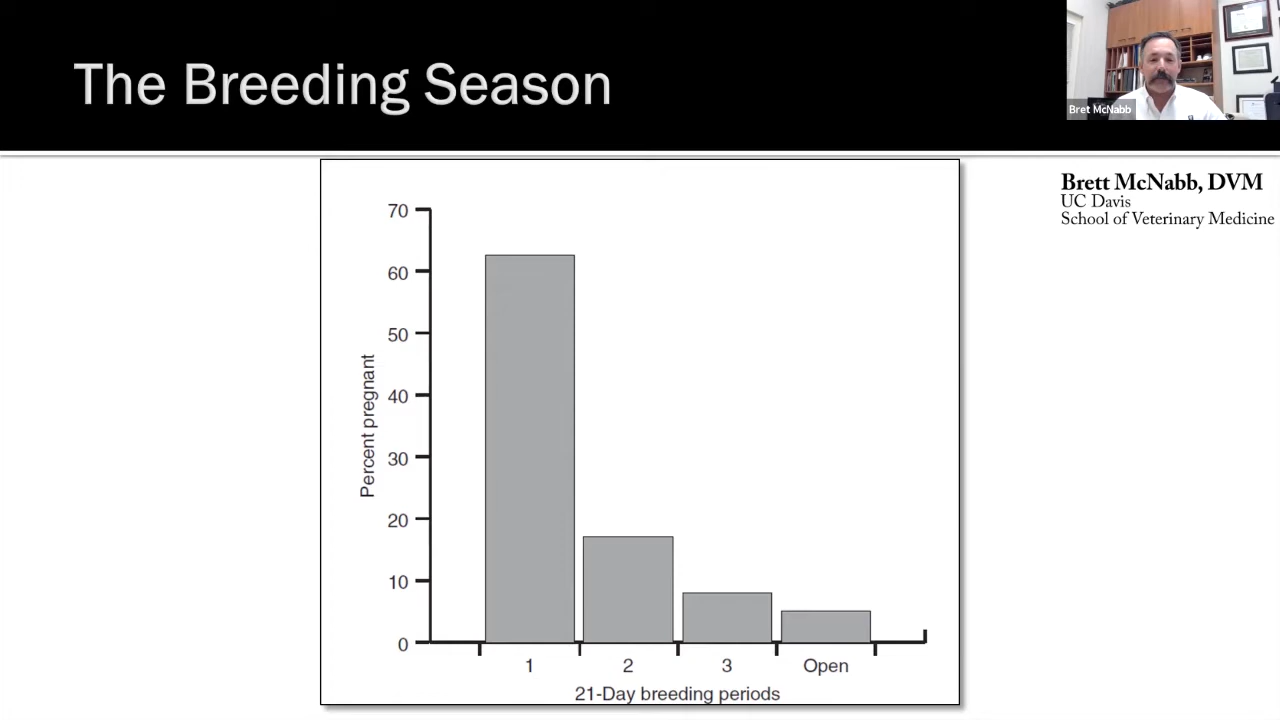 The Breeding Season
Bret McNabb
Brett McNabb, DVM
UC Davis
School of Veterinary Medicine
70
60
50
40
30
20
10
0
Percent pregnant
1 2 3 Open
21-Day breeding periods